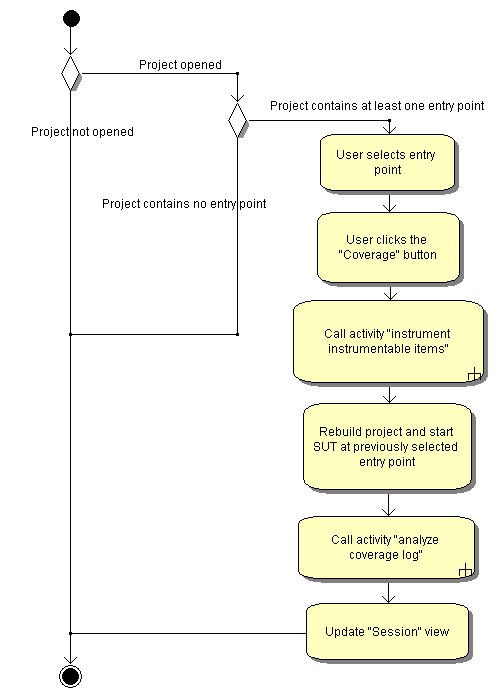 Project opened
Project contains at least one entry point
Project not opened
User selects entry
point
Project contains no entry point
User clicks the
"Coverage" button
Call activity "instrument
instrumentable items"
Rebuild project and start
SUT at previously selected
entry point
Call activity "analyze
coverage log"
Update "Session" view